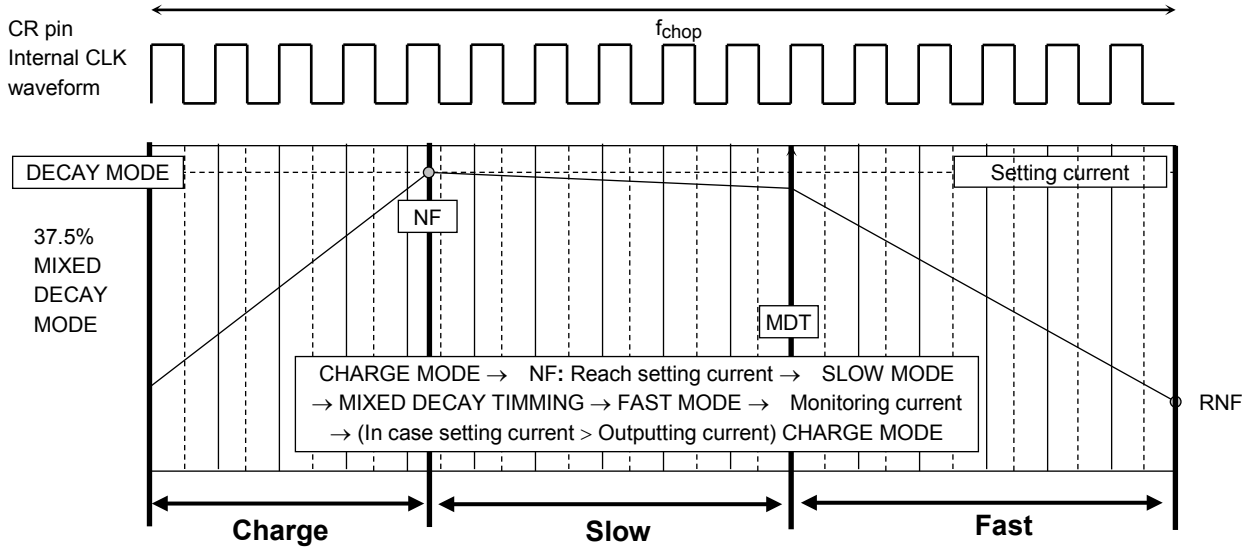 f chop
CR pin
Internal CLK
waveform
DECAY MODE
Setting current
NF
37.5%
MIXED
DECAY
MODE
MDT
CHARGE MODE → NF: Reach setting current → SLOW MODE
→ MIXED DECAY TIMMING → FAST MODE → Monitoring current
→ (In case setting current > Outputting current) CHARGE MODE
RNF
Charge
Slow
Fast